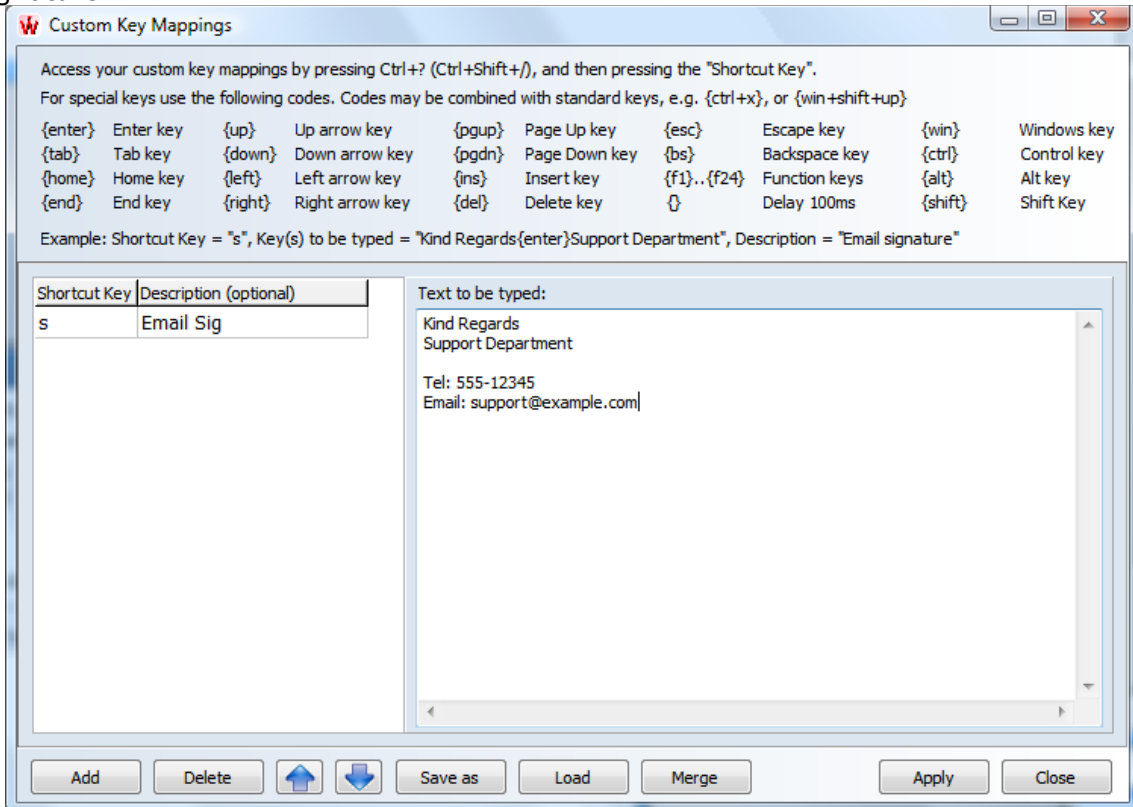 Custom Key Mappings
Access your custom key mappings by pressing Ctrl+? (Ctrl+Shift+/), and then pressing the "Shortcut Key".
For special keys use the following codes. Codes may be combined with standard keys, e.g. {ctrl+x}, or {win+shift+up}
{enter} Enter key {up} Up arrow key {pgup} Page Up key {esc} Escape key {win} Windows key
{tab} Tab key {down} Down arrow key {pgdn} Page Down key {bs} Backspace key {ctrl} Control key
{home} Home key {left} Left arrow key {ins} Insert key {f1}..{f24} Function keys {alt} Alt key
{end} End key {right} Right arrow key {del} Delete key {} Delay 100ms {shift} Shift Key
Example: Shortcut Key = "s", Key(s) to be typed = "Kind Regards{enter}Support Department", Description = "Email signature"
Shortcut Key Description (optional) Text to be typed:
s Email Sig
Kind Regards
Support Department
Tel: 555-12345
Email: support@example.com
Add Delete Save as Load Merge Apply Close